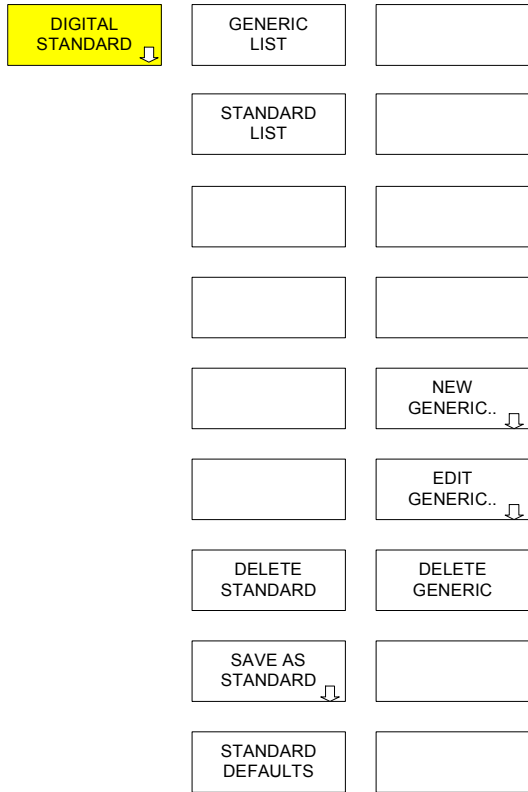 DIGITAL
STANDARD
GENERIC
LIST
STANDARD
LIST
NEW
GENERIC..
EDIT
GENERIC..
DELETE
STANDARD
DELETE
GENERIC
SAVE AS
STANDARD
STANDARD
DEFAULTS